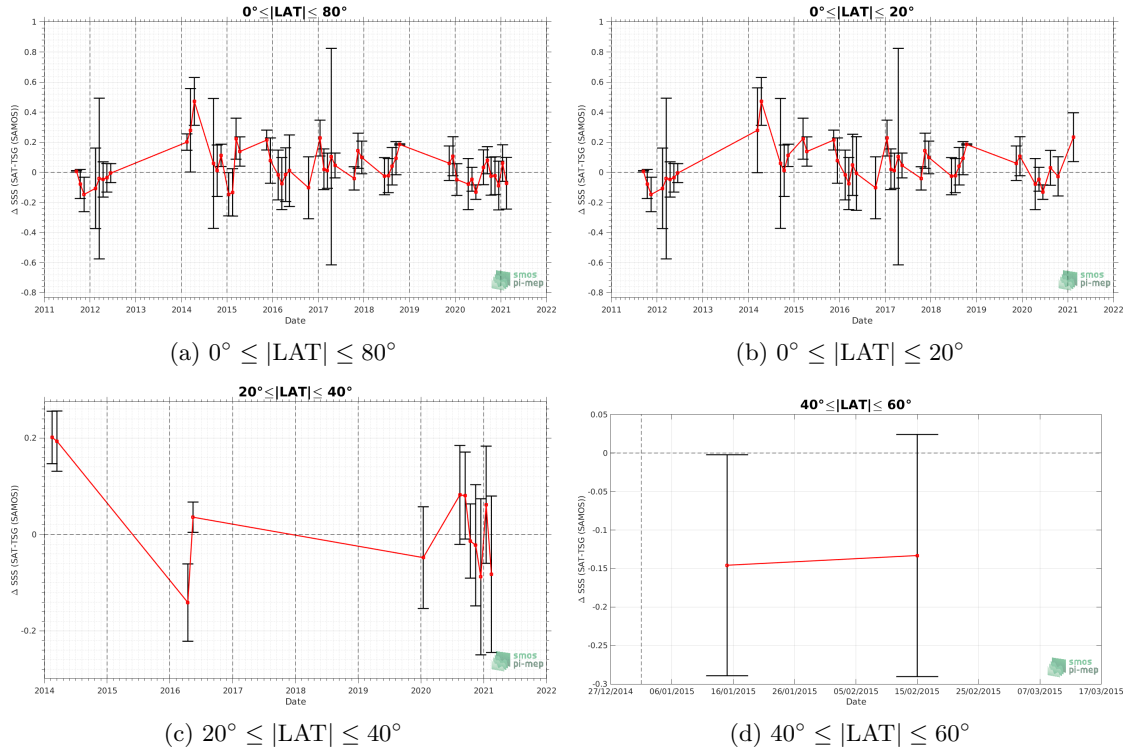 0°≤|LAT|≤ 80°
Δ SSS (SAT-TSG (SAMOS))
1
0.8
0.6
0.4
0.2
0
-0.2
-0.4
-0.6
-0.8
2011 2012 2013 2014 2015 2016 2017 2018 2019 2020 2021 2022
Date
smos
pi-mep
(a) 0° ≤ |LAT| ≤ 80°
0°≤|LAT|≤ 20°
Δ SSS (SAT-TSG (SAMOS))
1
0.8
0.6
0.4
0.2
0
-0.2
-0.4
-0.6
-0.8
2011 2012 2013 2014 2015 2016 2017 2018 2019 2020 2021 2022
Date
smos
pi-mep
(b) 0° ≤ |LAT| ≤ 20°
20°≤|LAT|≤ 40°
Δ SSS (SAT-TSG (SAMOS))
0.2
0
-0.2
2014 2015 2016 2017 2018 2019 2020 2021 2022
Date
smos
pi-mep
(c) 20° ≤ |LAT| ≤ 40°
40°≤|LAT|≤ 60°
Δ SSS (SAT-TSG (SAMOS))
0.05
0
-0.05
-0.1
-0.15
-0.2
-0.25
-0.3
27/12/2014 06/01/2015 16/01/2015 26/01/2015 05/02/2015 15/02/2015 25/02/2015 07/03/2015 17/03/2015
Date
smos
pi-mep
(d) 40° ≤ |LAT| ≤ 60°